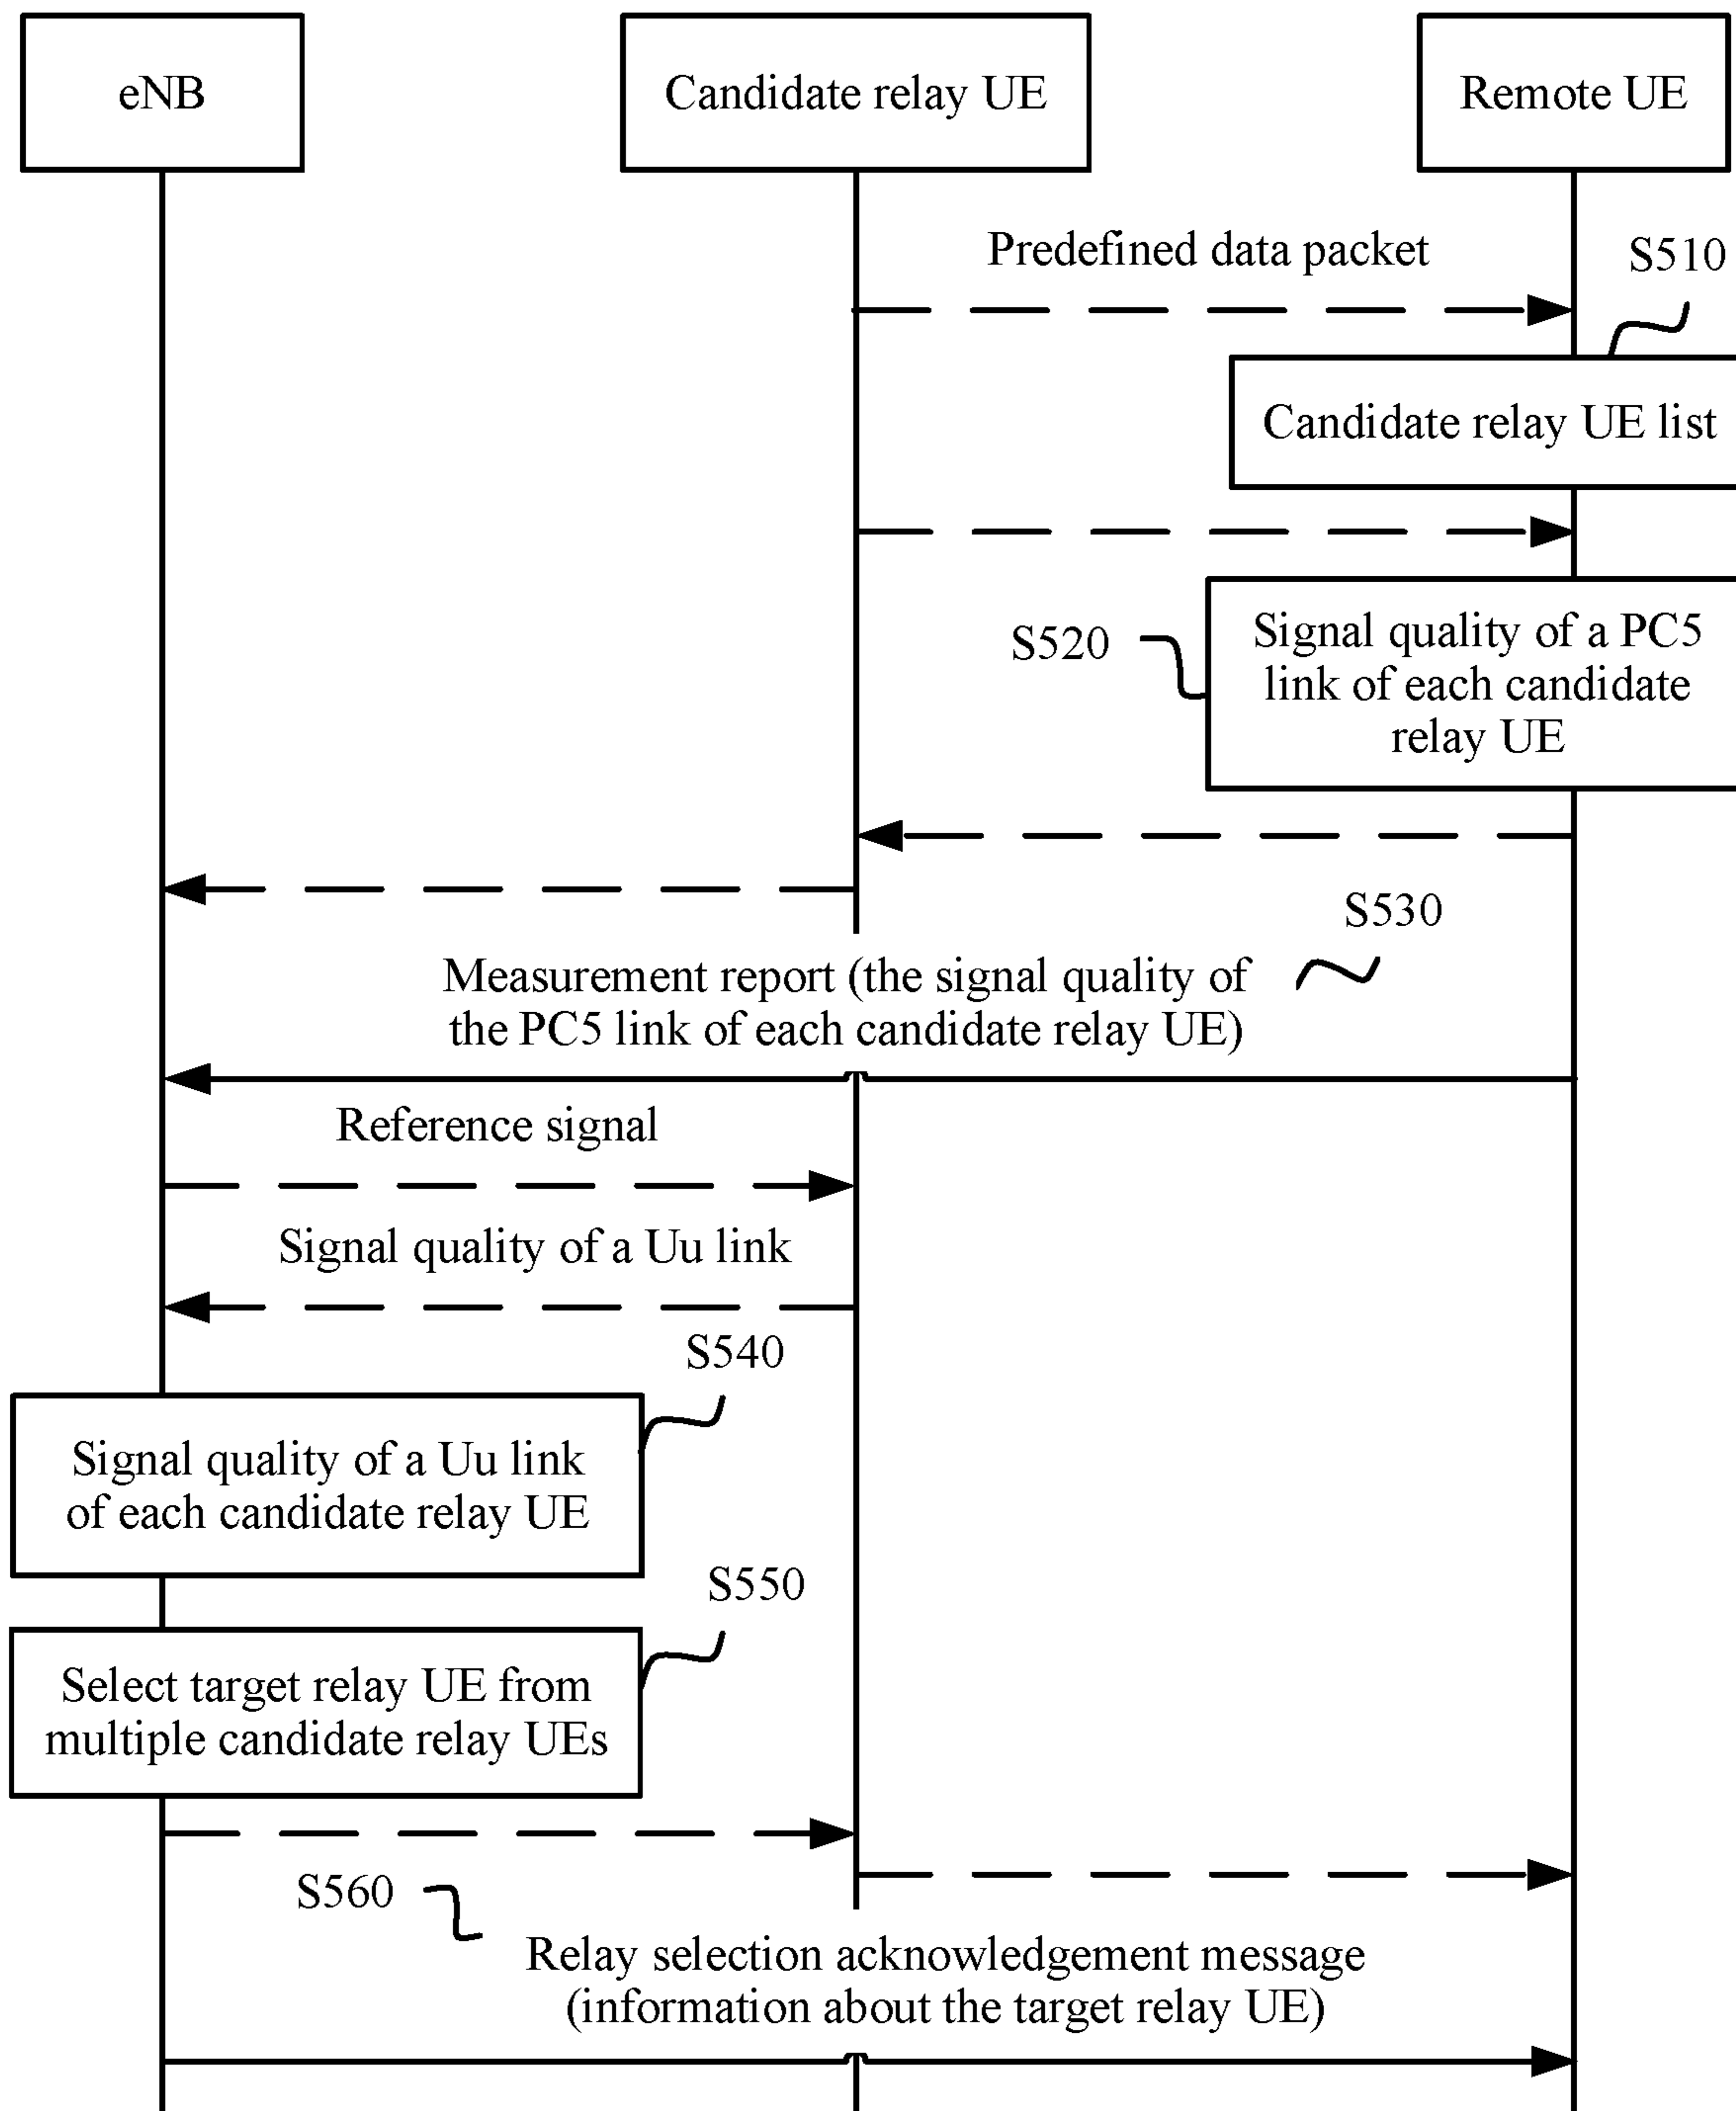 eNB
Candidate relay UE
Remote UE
Predefined data packet
S510
Candidate relay UE list
S520
Signal quality of a PC5
link of each candidate
relay UE
S530
Measurement report (the signal quality of
the PC5 link of each candidate relay UE)
Reference signal
Signal quality of a Uu link
S540
Signal quality of a Uu link
of each candidate relay UE
S550
Select target relay UE from
multiple candidate relay UEs
S560
Relay selection acknowledgement message
(information about the target relay UE)